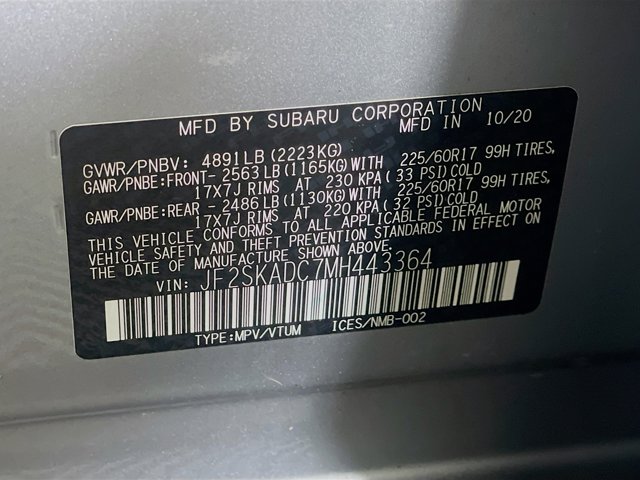 MFD BY SUBARU CORPORATION
MFD IN 10/20
GVWR/PNBV: 4891LB(2223KG)
GAWR/PNBE:FRONT- 2563 LB(1165KG)WITH 225/60R17 99H TIRES,
17X7J RIMS AT 230 KPA(33 PSI)COLD
GAWR/PNBE:REAR - 2486LB(1130KG)WITH 225/60R17 99H TIRES,
17X7J RIMS AT 220 KPA(32 PSI)COLD
THIS VEHICLE CONFORMS TO ALL APPLICABLE FEDERAL MOTOR
VEHICLE SAFETY AND THEFT PREVENTION STANDARDS IN EFFECT ON
THE DATE OF MANUFACTURE SHOWN ABOVE.
VIN: JF2SKADC7MH443364
TYPE:MPV/VTUM ICES/NMB-002